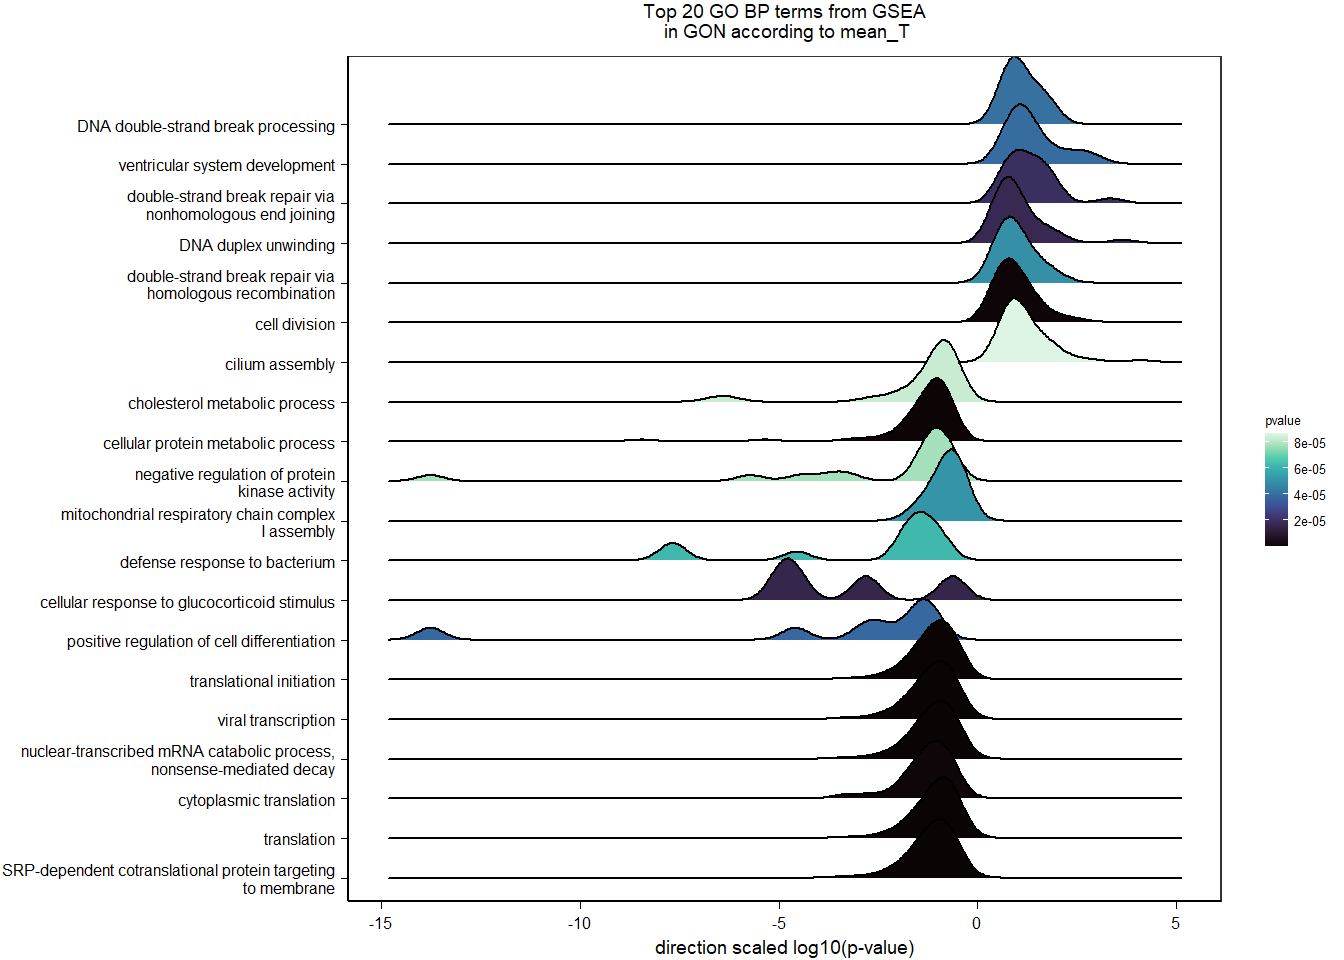 Top 20 GO BP terms from GSEA
in GON according to mean_T
DNA double-strand break processing
ventricular system development
double-strand break repair via
nonhomologous end joining
DNA duplex unwinding
double-strand break repair via
homologous recombination
cell division
cilium assembly
cholesterol metabolic process
cellular protein metabolic process
negative regulation of protein
kinase activity
mitochondrial respiratory chain complex
I assembly
defense response to bacterium
cellular response to glucocorticoid stimulus
positive regulation of cell differentiation
translational initiation
viral transcription
nuclear-transcribed mRNA catabolic process,
nonsense-mediated decay
cytoplasmic translation
translation
SRP-dependent cotranslational protein targeting
to membrane
-15 -10 -5 0 5
direction scaled log10(p-value)
pvalue
8e-05
6e-05
4e-05
2e-05